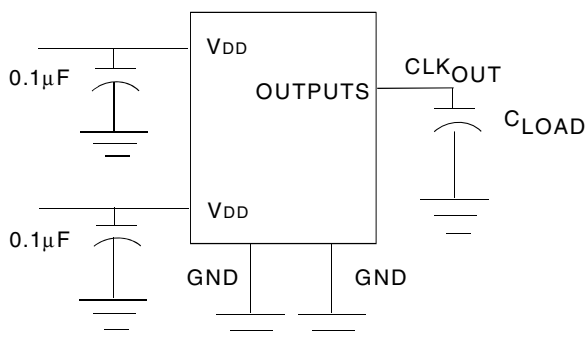 VDD
0.1μF
OUTPUTS
CLKOUT
CLOAD
VDD
0.1μF
GND
GND